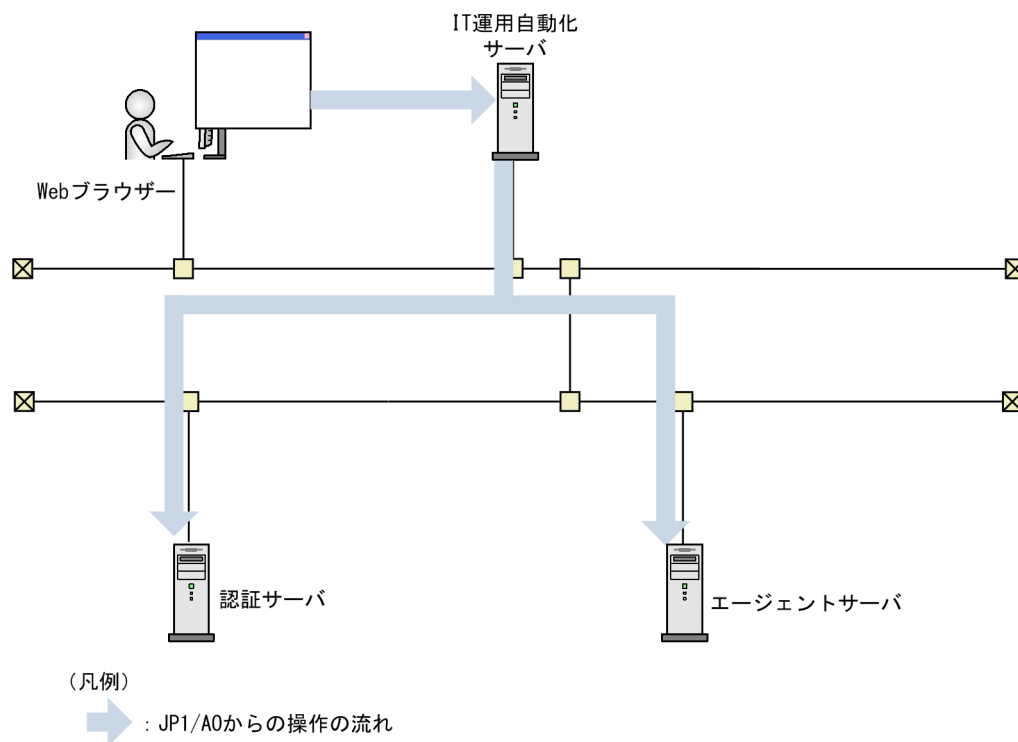 IT運用自動化
サーバ
Webブラウザー
認証サーバ
エージェントサーバ
(凡例)
：JP1/AOからの操作の流れ